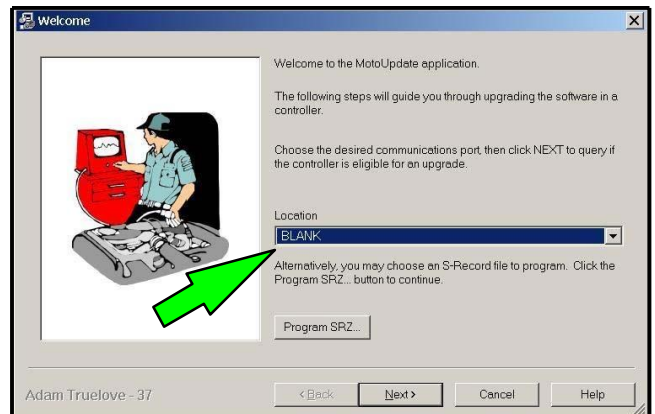 Welcome
Welcome to the MotoUpdate application.
The following steps will guide you through upgrading the software in a
controller.
Choose the desired communications port, then click NEXT to query if
the controller is eligible for an upgrade.
Location
BLANK
Alternatively, you may choose an S-Record file to program. Click the
Program SRZ... button to continue.
Program SRZ...
Adam Truelove - 37
< Back
Next >
Cancel
Help